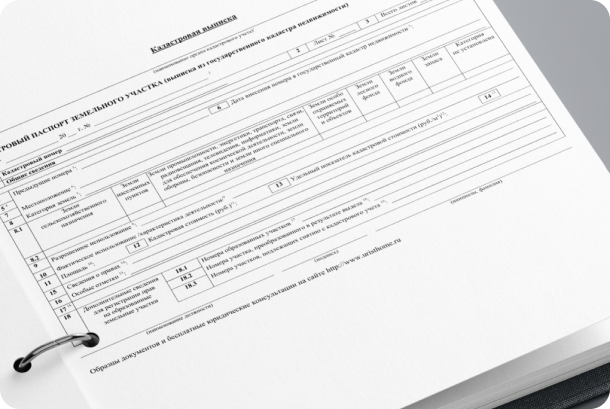 Кадастровая выписка
(наименование органа кадастрового учета)
РОВЫЙ ПАСПОРТ ЗЕМЕЛЬНОГО УЧАСТКА (выписка из государственного кадастра недвижимости)
20 г. №
2 Лист № 3 Всего листов
Кадастровый номер
6 Дата внесения номера в государственный кадастр недвижимости
Общие сведения
5 Предыдущие номера
7 Местоположение
8 Категория земель
8.1 Земли сельскохозяйственного назначения
Земли населенных пунктов
Земли промышленности, энергетики, транспорта, связи, радиовещания, телевидения, информатики, земли для обеспечения космической деятельности, земли обороны, безопасности и земли иного специального назначения
Земли особо охраняемых территорий и объектов
Земли лесного фонда
Земли водного фонда
Земли запаса
Категория не установлена
8.2
9 Разрешенное использование
10 Фактическое использование /характеристика деятельности/
11 Площадь
12 Кадастровая стоимость (руб.)
13 Удельный показатель кадастровой стоимости (руб./м²)
14
15 Сведения о правах
16 Особые отметки
17
18 Дополнительные сведения для регистрации прав на образованные земельные участки
18.1 Номера образованных участков
18.2 Номера участка, преобразованного в результате выдела
18.3 Номера участков, подлежащих снятию с кадастрового учета
(наименование должности)
(подпись)
(инициалы, фамилия)
Образцы документов и бесплатные юридические консультации на сайте http://www.aristhome.ru